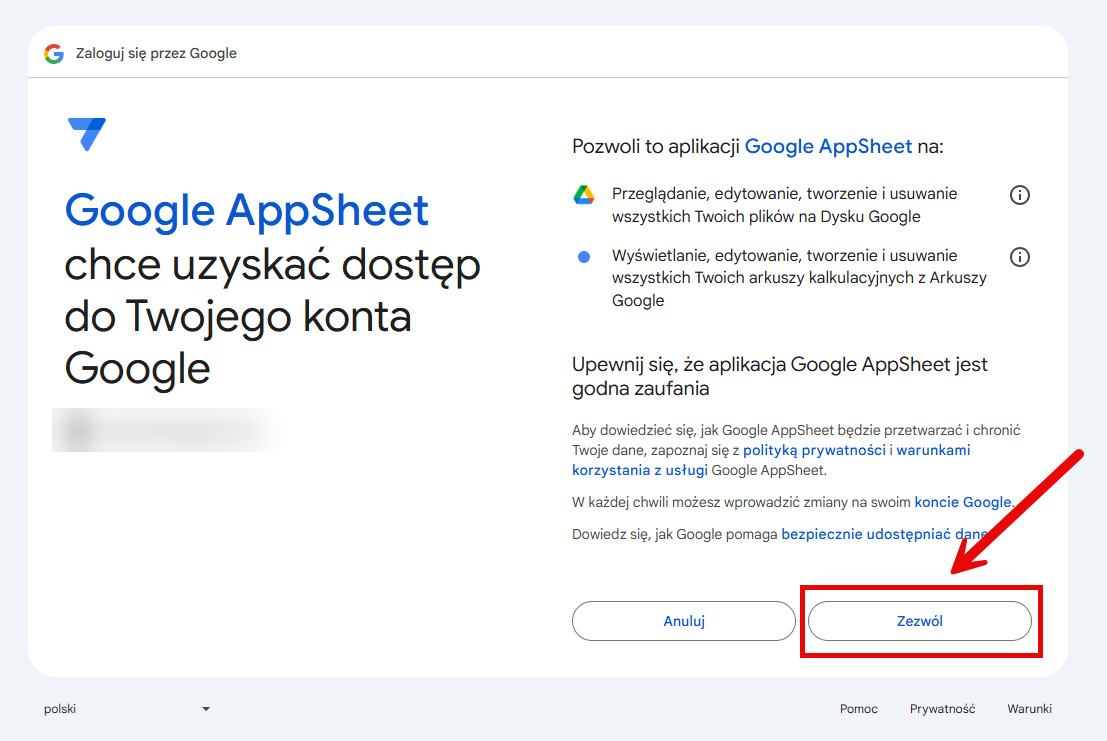 Zaloguj się przez Google
Google AppSheet
chce uzyskać dostęp
do Twojego konta
Google
Pozwoli to aplikacji Google AppSheet na:
Przeglądanie, edytowanie, tworzenie i usuwanie
wszystkich Twoich plików na Dysku Google
Wyświetlanie, edytowanie, tworzenie i usuwanie
wszystkich Twoich arkuszy kalkulacyjnych z Arkuszy
Google
Upewnij się, że aplikacja Google AppSheet jest
godna zaufania
Aby dowiedzieć się, jak Google AppSheet będzie przetwarzać i chronić
Twoje dane, zapoznaj się z polityką prywatności i warunkami
korzystania z usługi Google AppSheet.
W każdej chwili możesz wprowadzić zmiany na swoim koncie Google.
Dowiedz się, jak Google pomaga bezpiecznie udostępniać dane
Anuluj
Zezwól
polski
Pomoc
Prywatność
Warunki